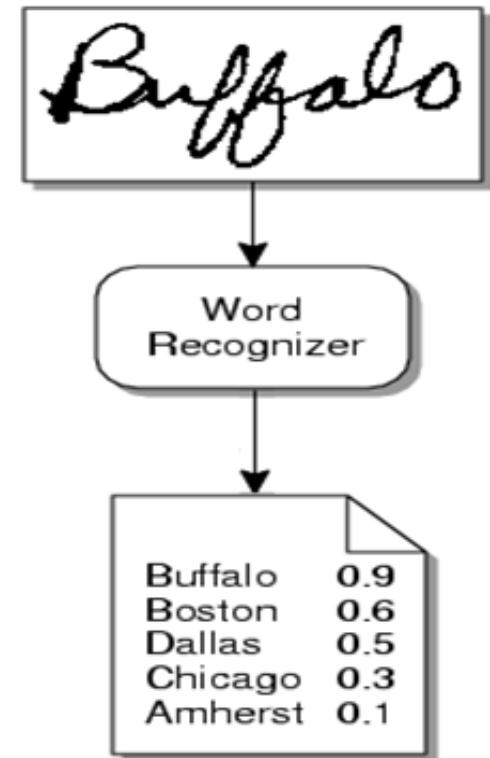 Buffalo
Word
Recognizer
Buffalo 0.9
Boston 0.6
Dallas 0.5
Chicago 0.3
Amherst 0.1